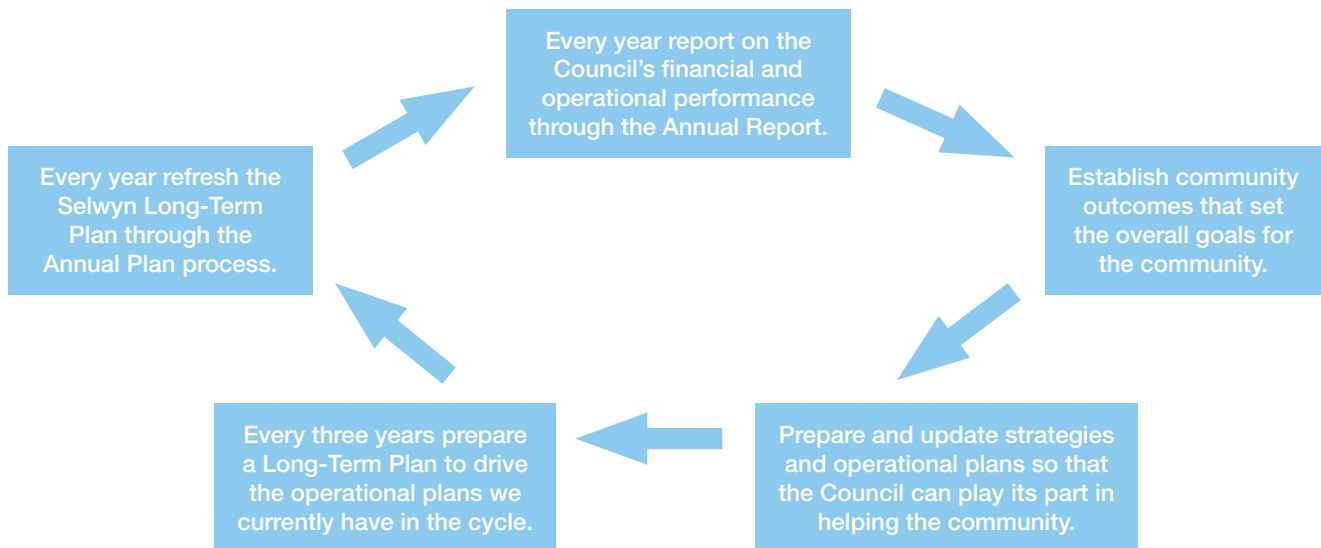 Every year report on the
Council’s financial and
operational performance
through the Annual Report.
Establish community
outcomes that set
the overall goals for
the community.
Prepare and update strategies
and operational plans so that
the Council can play its part in
helping the community.
Every three years prepare
a Long-Term Plan to drive
the operational plans we
currently have in the cycle.
Every year refresh the
Selwyn Long-Term
Plan through the
Annual Plan process.